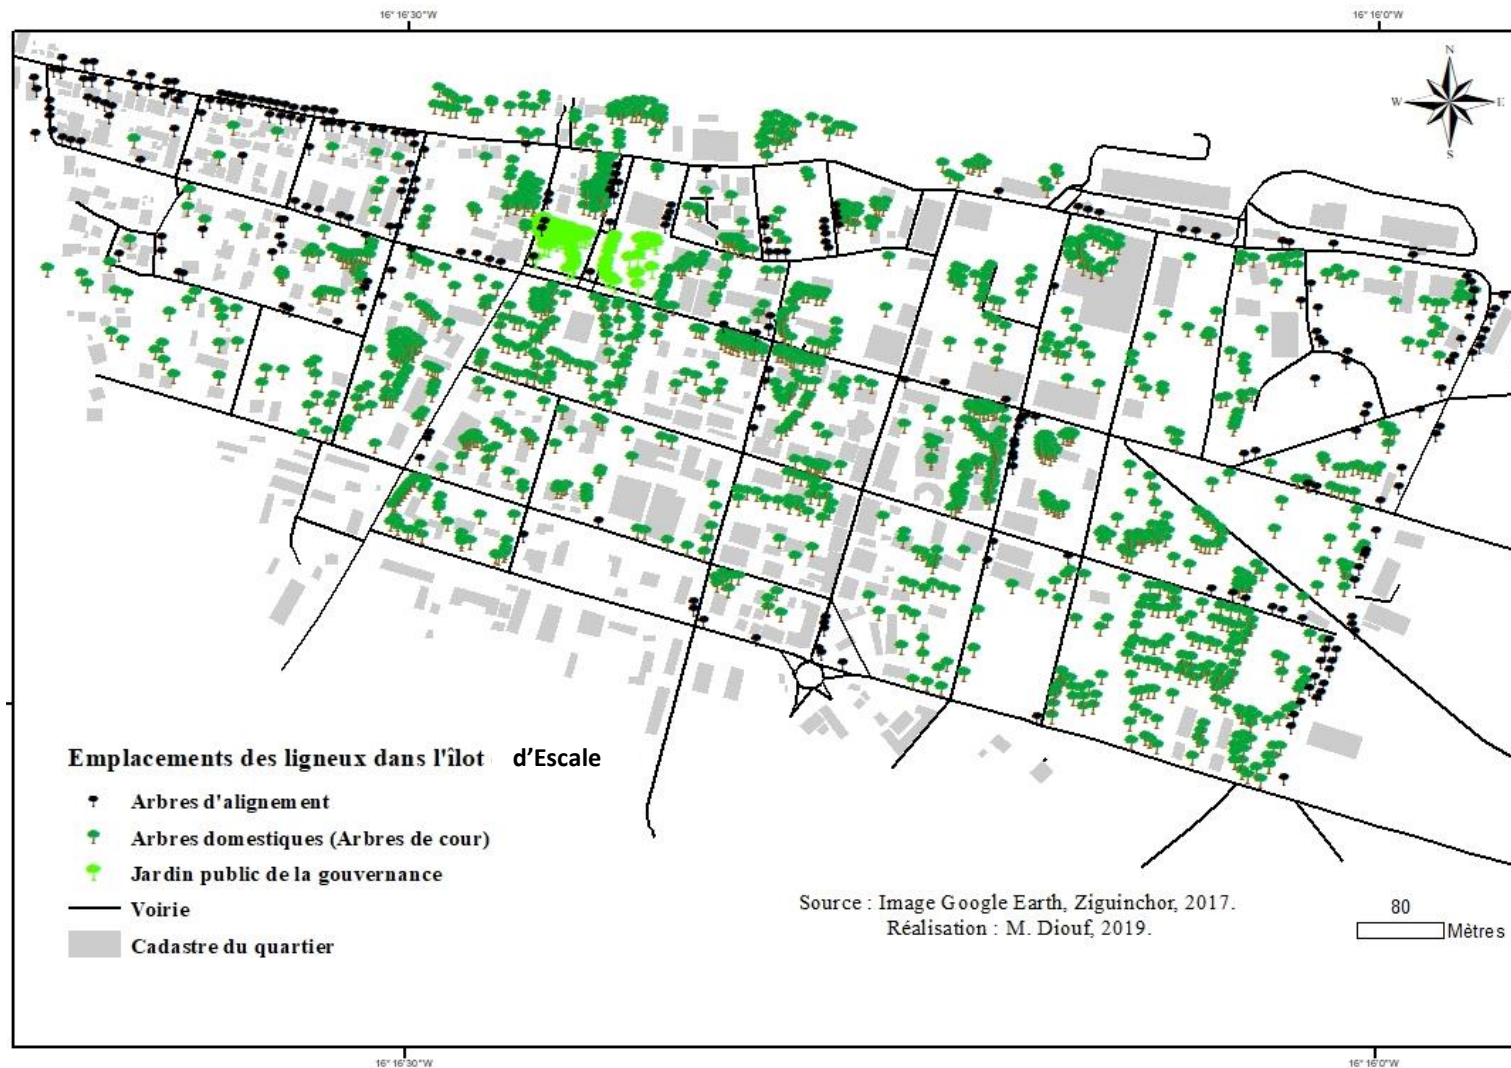 16°16'30"W
16°16'0"W
N
W
E
S
Emplacements des ligneux dans l'îlot d’Escale
Arbres d'alignement
Arbres domestiques (Arbres de cour)
Jardin public de la gouvernance
Voirie
Cadastre du quartier
Source : Image Google Earth, Ziguinchor, 2017.
Réalisation : M. Diouf, 2019.
80
Mètres
16°16'30"W
16°16'0"W